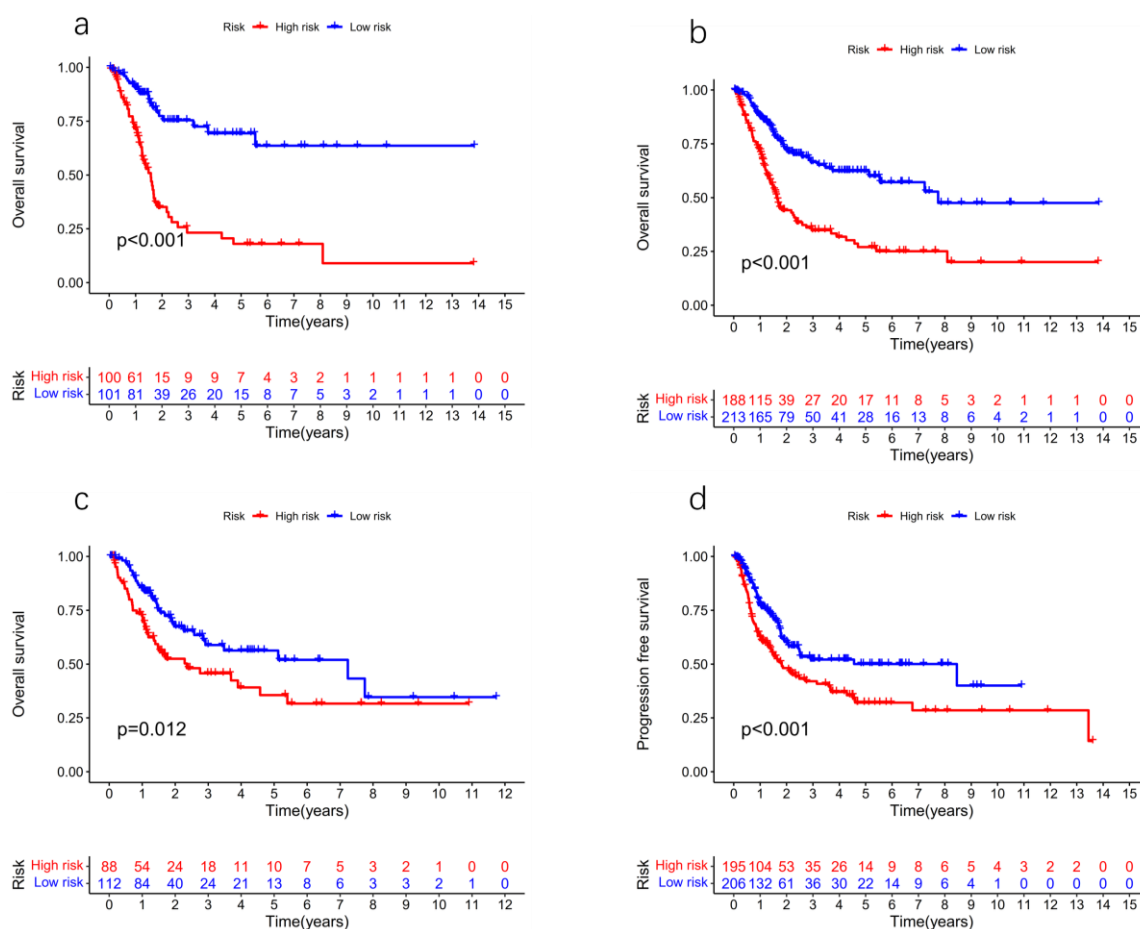 a
Risk High risk Low risk
Overall survival
1.00
0.75
0.50
0.25
0.00
p<0.001
0 1 2 3 4 5 6 7 8 9 10 11 12 13 14 15
Time(years)
Risk
High risk 100 61 15 9 9 7 4 3 2 1 1 1 1 1 0 0
Low risk 101 81 39 26 20 15 8 7 5 3 2 1 1 1 0 0
0 1 2 3 4 5 6 7 8 9 10 11 12 13 14 15
Time(years)
b
Risk High risk Low risk
Overall survival
1.00
0.75
0.50
0.25
0.00
p<0.001
0 1 2 3 4 5 6 7 8 9 10 11 12 13 14 15
Time(years)
Risk
High risk 188 115 39 27 20 17 11 8 5 3 2 1 1 1 0 0
Low risk 213 165 79 50 41 28 16 13 8 6 4 2 1 1 0 0
0 1 2 3 4 5 6 7 8 9 10 11 12 13 14 15
Time(years)
c
Risk High risk Low risk
Overall survival
1.00
0.75
0.50
0.25
0.00
p=0.012
0 1 2 3 4 5 6 7 8 9 10 11 12
Time(years)
Risk
High risk 88 54 24 18 11 10 7 5 3 2 1 0 0
Low risk 112 84 40 24 21 13 8 6 3 3 2 1 0
0 1 2 3 4 5 6 7 8 9 10 11 12
Time(years)
d
Risk High risk Low risk
Progression free survival
1.00
0.75
0.50
0.25
0.00
p<0.001
0 1 2 3 4 5 6 7 8 9 10 11 12 13 14 15
Time(years)
Risk
High risk 195 104 53 35 26 14 9 8 6 5 4 3 2 2 0 0
Low risk 206 132 61 36 30 22 14 9 6 4 1 0 0 0 0 0
0 1 2 3 4 5 6 7 8 9 10 11 12 13 14 15
Time(years)